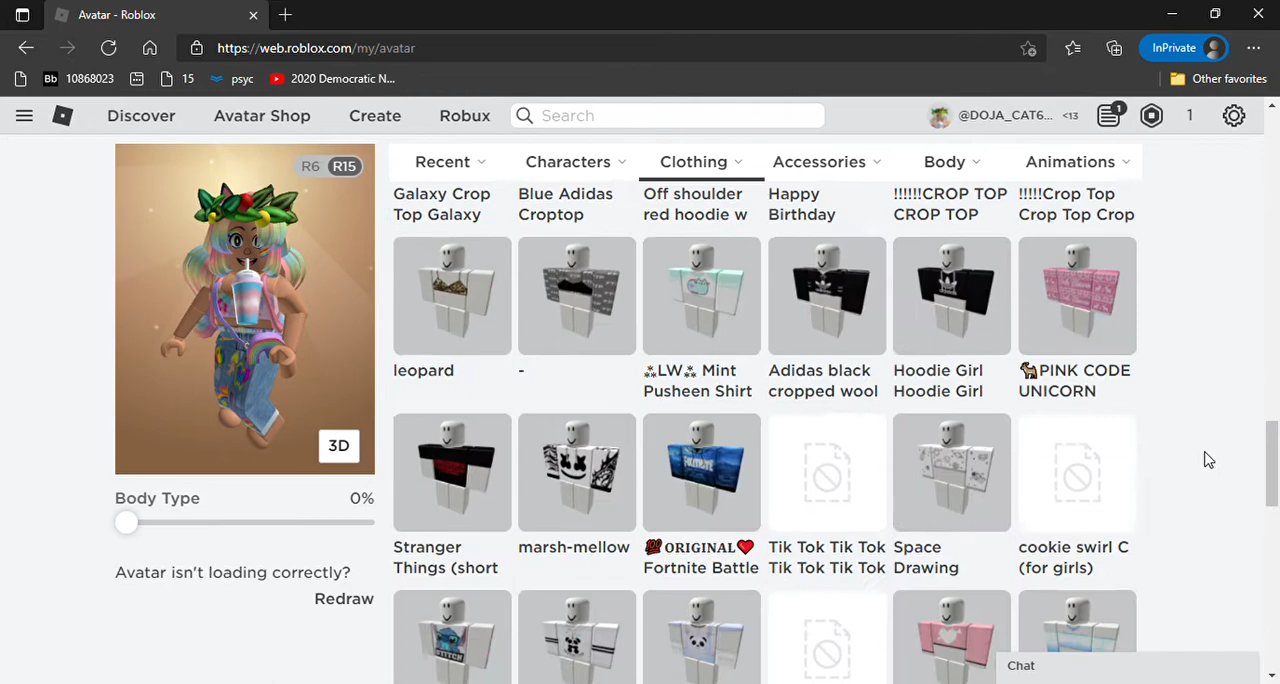 Avatar - Roblox
https://web.roblox.com/my/avatar
InPrivate
Bb 10868023
15
psyc
2020 Democratic N...
Other favorites
Discover
Avatar Shop
Create
Robux
Search
@DOJA_CAT6...
<13
1
1
R6 R15
3D
Body Type 0%
Avatar isn't loading correctly?
Redraw
Recent
Characters
Clothing
Accessories
Body
Animations
Galaxy Crop
Top Galaxy
Blue Adidas
Croptop
Off shoulder
red hoodie w
Happy
Birthday
!!!!!!CROP TOP
CROP TOP
!!!!!Crop Top
Crop Top Crop
leopard
-
⁂LW⁂ Mint
Pusheen Shirt
Adidas black
cropped wool
Hoodie Girl
Hoodie Girl
🐕‍🦺PINK CODE
UNICORN
Stranger
Things (short
marsh-mellow
FORTNITE
💯ORIGINAL❤️
Fortnite Battle
Tik Tok Tik Tok
Tik Tok Tik Tok
Space
Drawing
cookie swirl C
(for girls)
STITCH
Chat